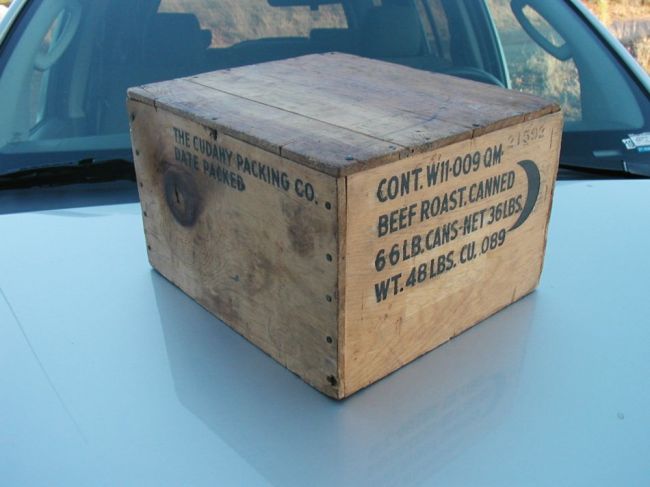 THE CUDAHY PACKING CO.
DATE PACKED
CONT. W11-009 QM-21592
BEEF ROAST. CANNED
6 6 LB. CANS-NET 36 LBS.
WT. 48 LBS. CU. .089